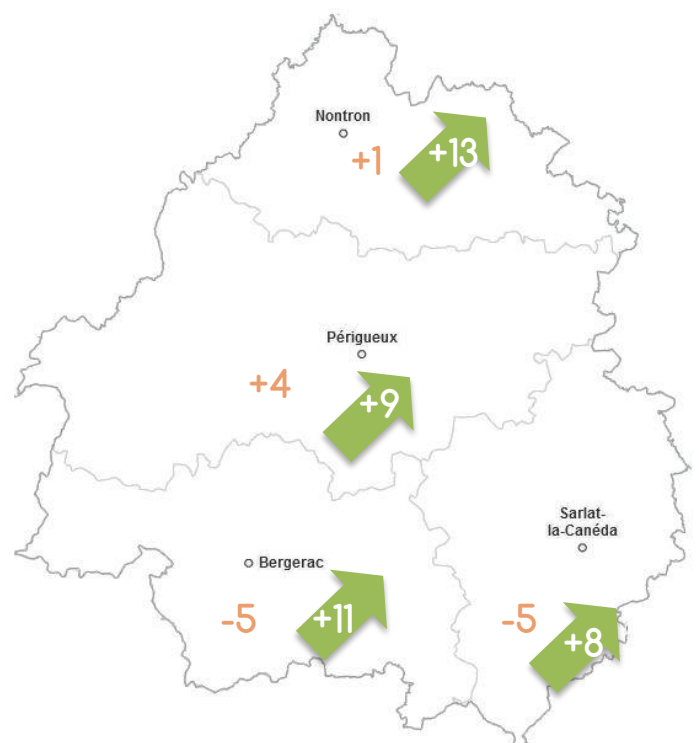 Nontron
+1
+13
Périgueux
+4
+9
Sarlat-
la-Canéda
Bergerac
-5
+11
-5
+8